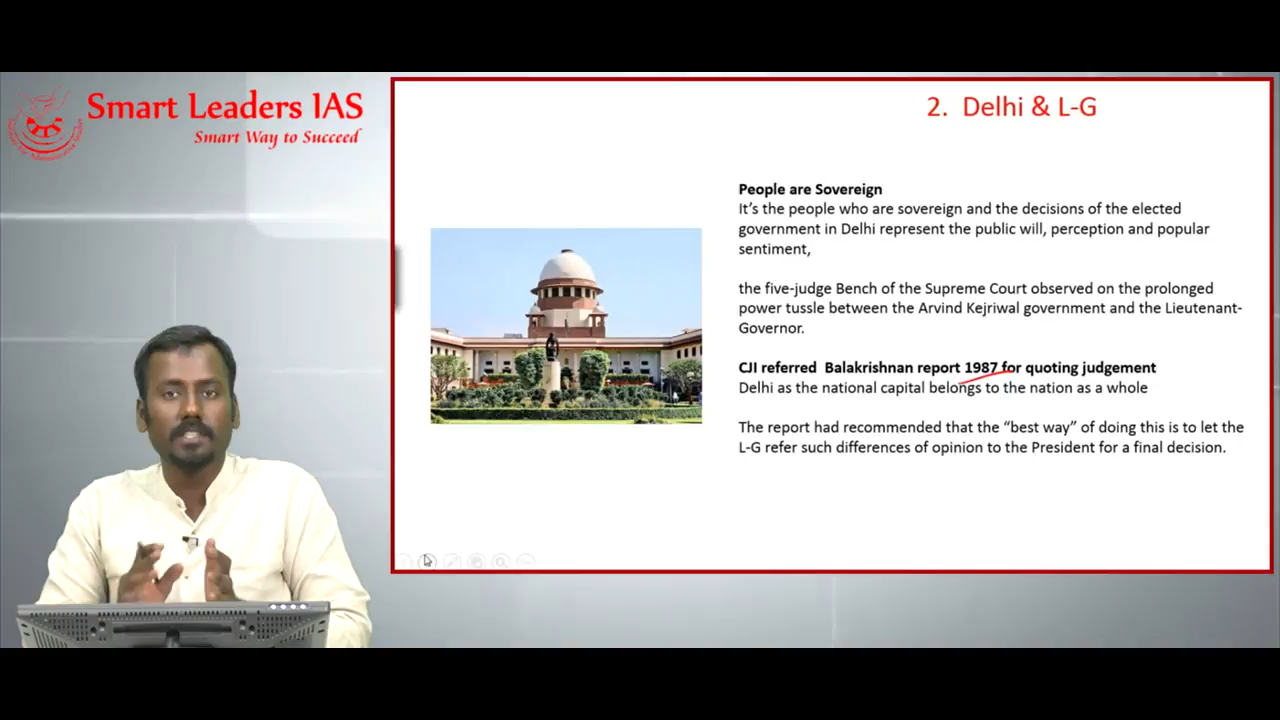 Smart Leaders IAS
Smart Way to Succeed
2. Delhi & L-G
People are Sovereign
It's the people who are sovereign and the decisions of the elected
government in Delhi represent the public will, perception and popular
sentiment,
the five-judge Bench of the Supreme Court observed on the prolonged
power tussle between the Arvind Kejriwal government and the Lieutenant-
Governor.
CJI referred Balakrishnan report 1987 for quoting judgement
Delhi as the national capital belongs to the nation as a whole
The report had recommended that the “best way” of doing this is to let the
L-G refer such differences of opinion to the President for a final decision.